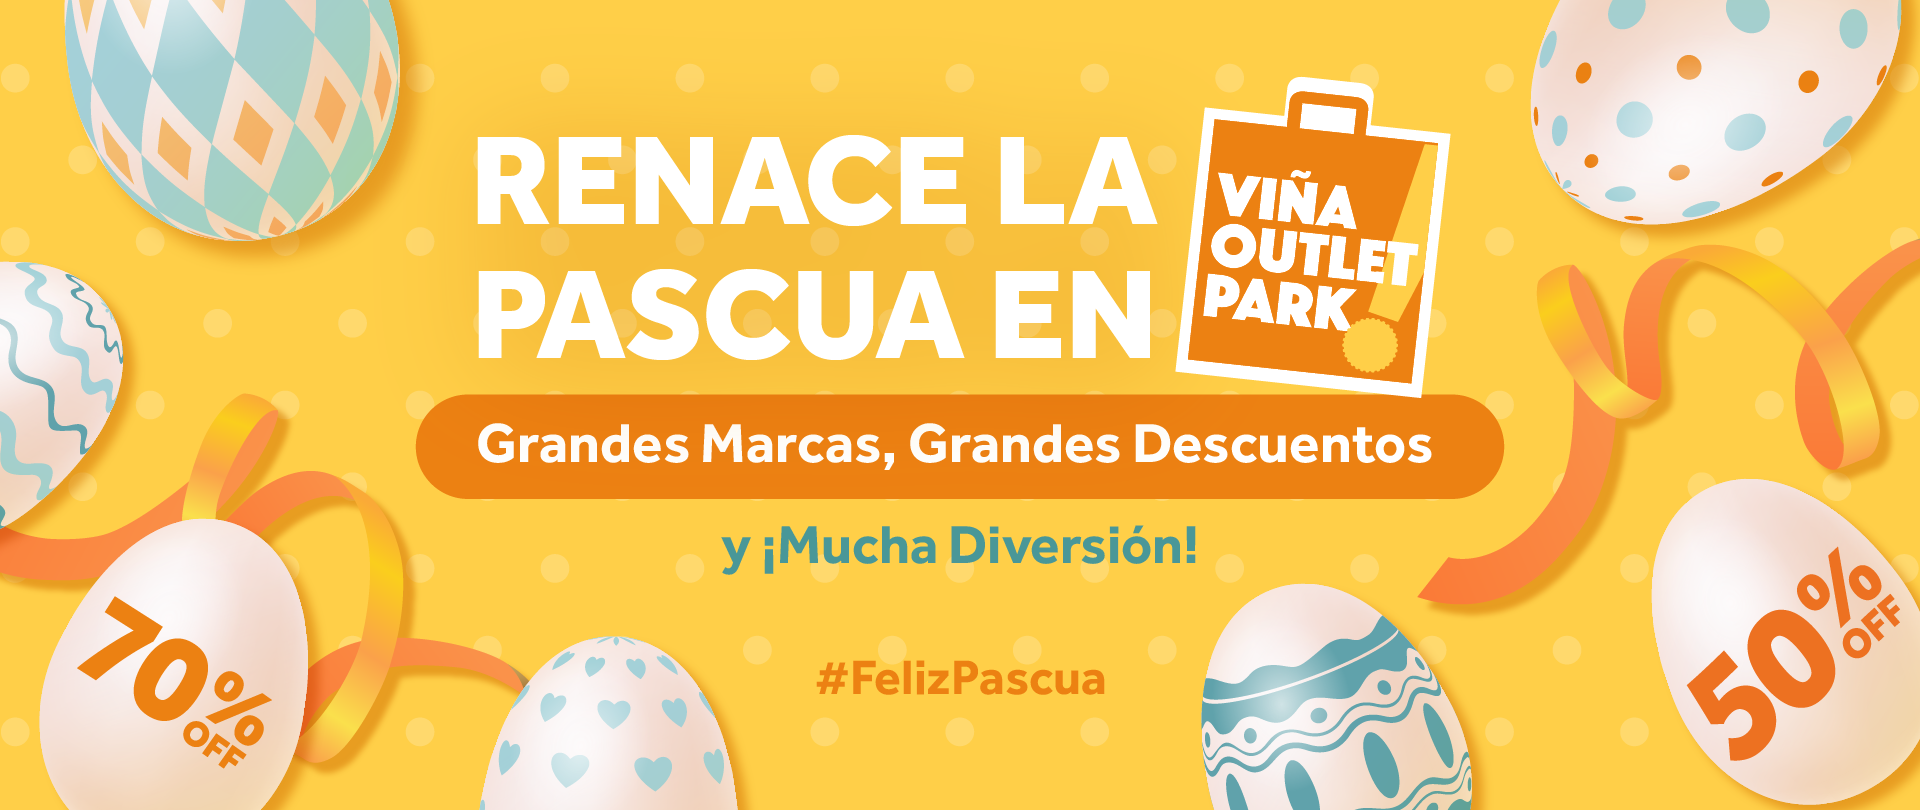 RENACE LA
PASCUA EN
VIÑA
OUTLET
PARK
Grandes Marcas, Grandes Descuentos
y ¡Mucha Diversión!
#FelizPascua
70%
OFF
50%
OFF